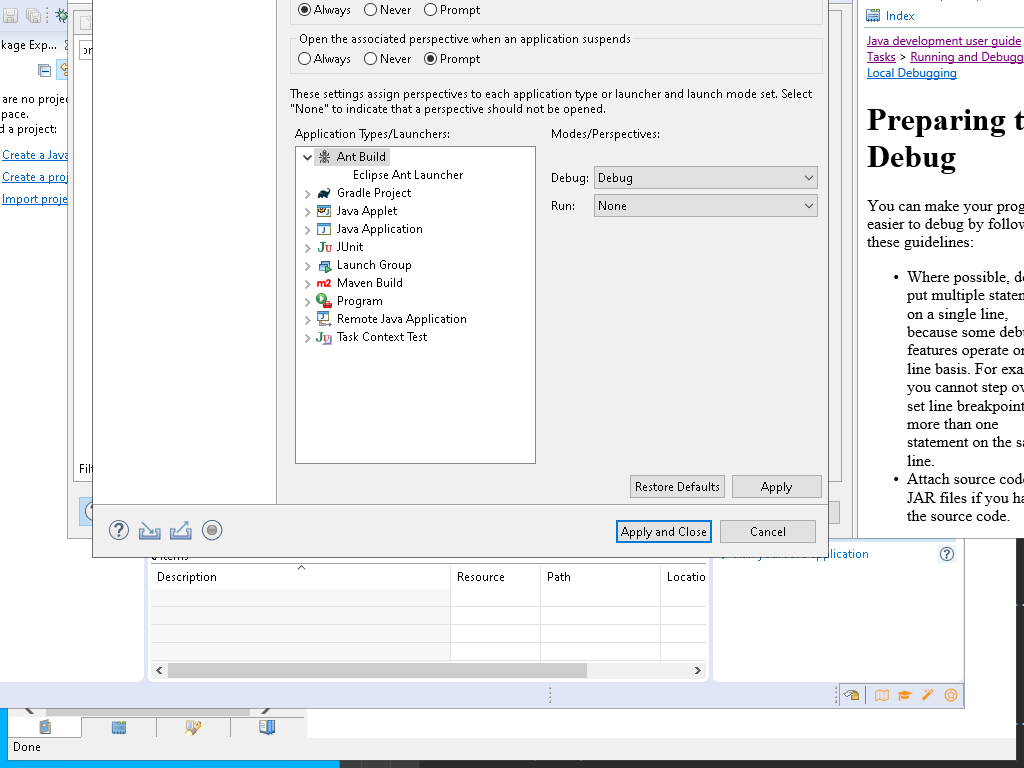 Always Never Prompt
Open the associated perspective when an application suspends
Always Never Prompt
These settings assign perspectives to each application type or launcher and launch mode set. Select
"None" to indicate that a perspective should not be opened.
Application Types/Launchers:
Modes/Perspectives:
Ant Build
Eclipse Ant Launcher
Gradle Project
Java Applet
Java Application
JUnit
Launch Group
Maven Build
Program
Remote Java Application
Task Context Test
Debug: Debug
Run: None
Restore Defaults
Apply
Apply and Close
Cancel
kage Exp...
are no proje
pace.
d a project:
Create a Java
Create a proj
Import proje
Filt
Index
Java development user guide
Tasks > Running and Debugg
Local Debugging
Preparing t
Debug
You can make your prog
easier to debug by follow
these guidelines:
• Where possible, do
put multiple statem
on a single line,
because some debu
features operate on
line basis. For exa
you cannot step ov
set line breakpoint
more than one
statement on the sa
line.
• Attach source code
JAR files if you ha
the source code.
Description
Resource
Path
Locatio
Done